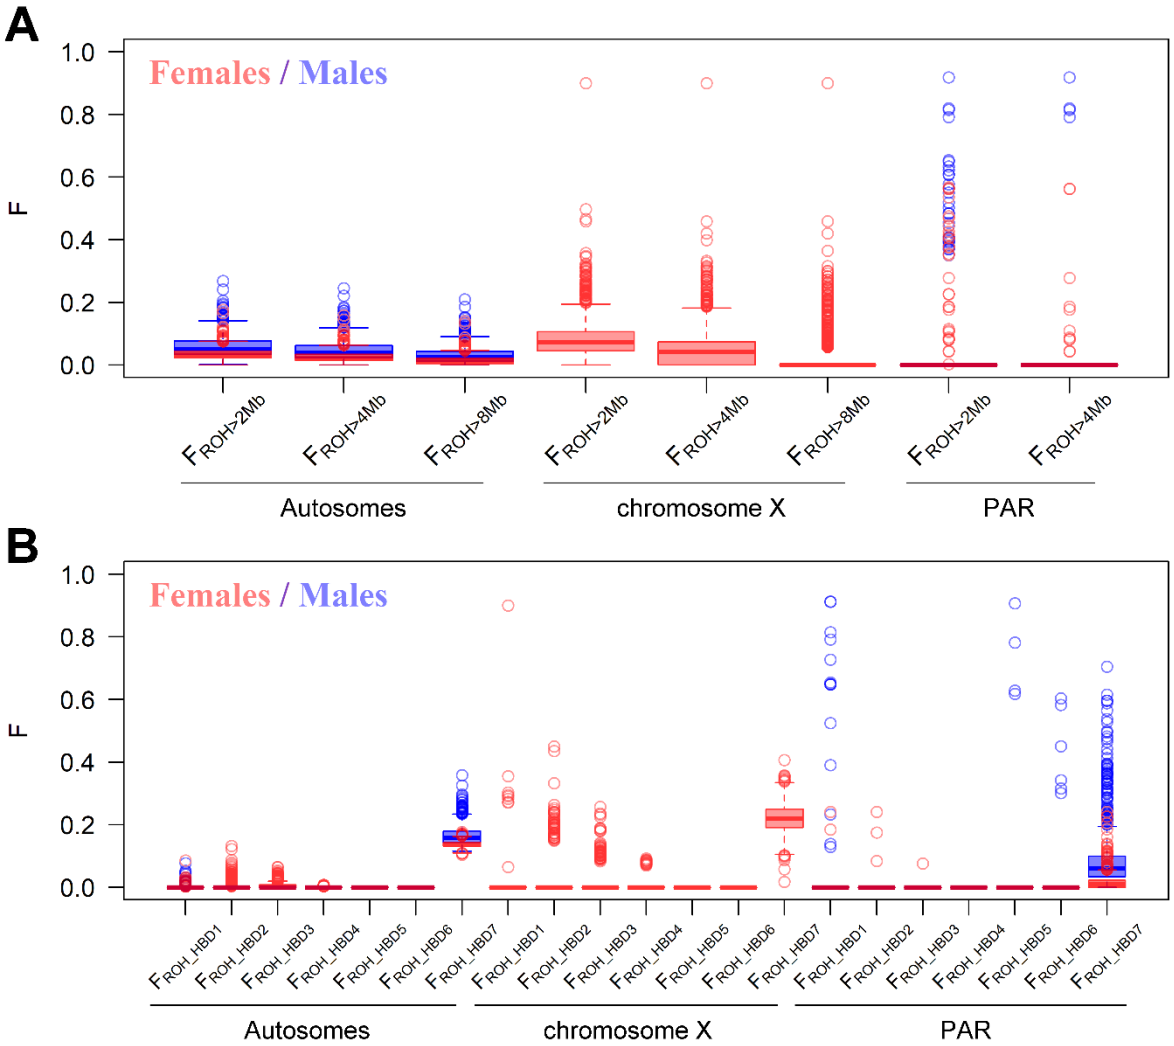 A
Females / Males
F
1.0
0.8
0.6
0.4
0.2
0.0
FROH>2Mb
FROH>4Mb
FROH>8Mb
FROH>2Mb
FROH>4Mb
FROH>8Mb
FROH>2Mb
FROH>4Mb
Autosomes
chromosome X
PAR
B
Females / Males
F
1.0
0.8
0.6
0.4
0.2
0.0
FROH_HBD1
FROH_HBD2
FROH_HBD3
FROH_HBD4
FROH_HBD5
FROH_HBD6
FROH_HBD7
FROH_HBD1
FROH_HBD2
FROH_HBD3
FROH_HBD4
FROH_HBD5
FROH_HBD6
FROH_HBD7
FROH_HBD1
FROH_HBD2
FROH_HBD3
FROH_HBD4
FROH_HBD5
FROH_HBD6
FROH_HBD7
Autosomes
chromosome X
PAR